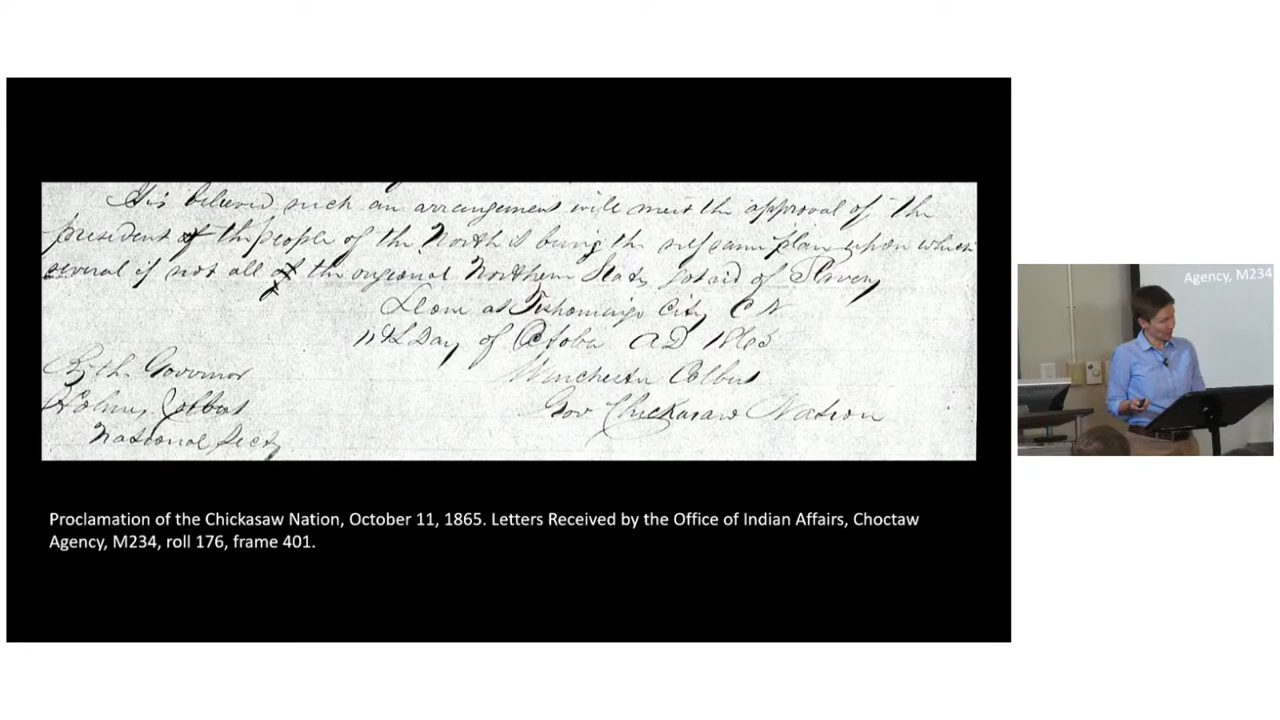 It is believed such an arrangement will meet the approval of the
president of the people of the North it being the self same plan upon which
several if not all of the original Northern States got rid of Slavery
Done at Tishomingo City C N
11th Day of October AD 1865
By the Governor
Winchester Colbert
Holmes Colbert
Gov Chickasaw Nation
National Secty
Proclamation of the Chickasaw Nation, October 11, 1865. Letters Received by the Office of Indian Affairs, Choctaw
Agency, M234, roll 176, frame 401.
Agency, M234